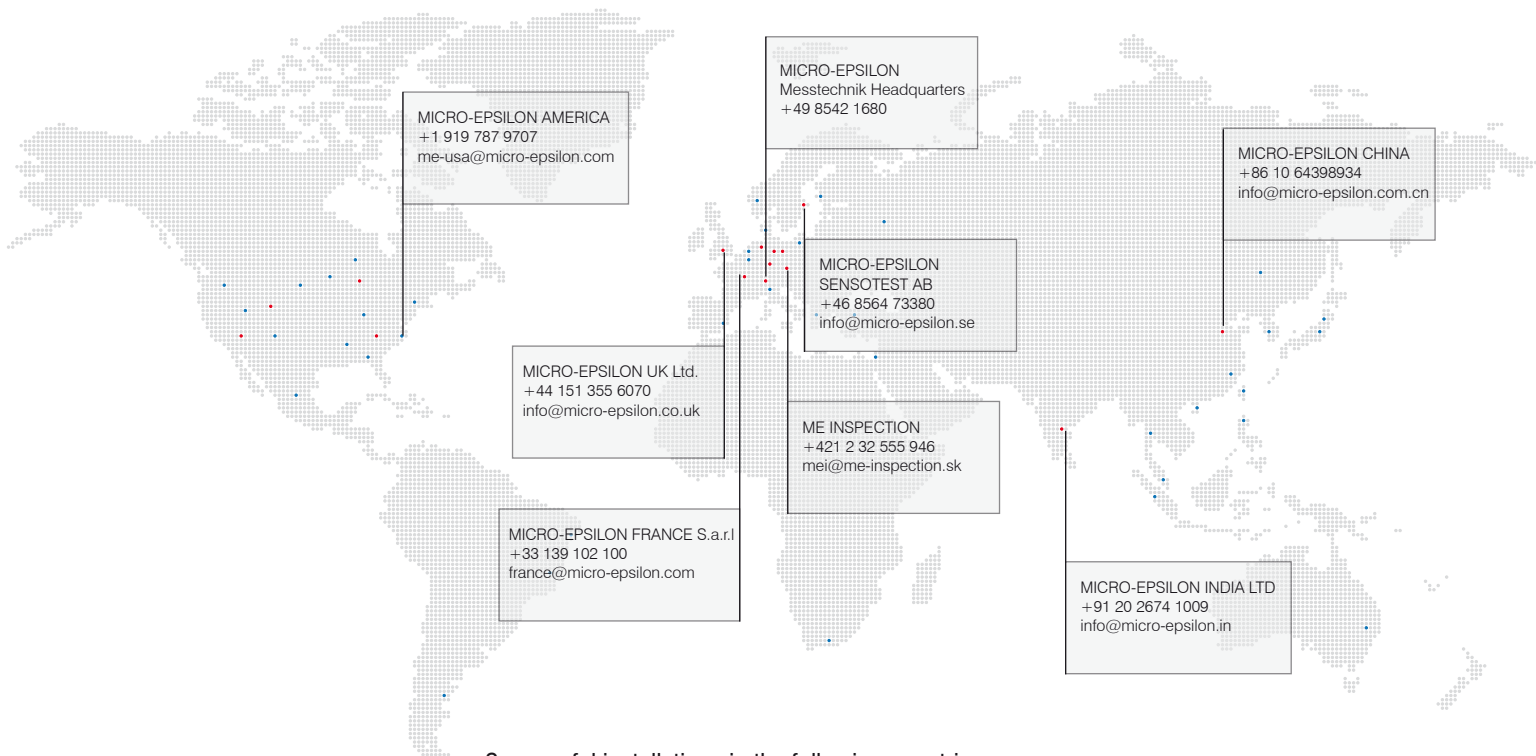 MICRO-EPSILON
Messtechnik Headquarters
+49 8542 1680
MICRO-EPSILON AMERICA
+1 919 787 9707
me-usa@micro-epsilon.com
MICRO-EPSILON CHINA
+86 10 64398934
info@micro-epsilon.com.cn
MICRO-EPSILON
SENSOTEST AB
+46 8564 73380
info@micro-epsilon.se
MICRO-EPSILON UK Ltd.
+44 151 355 6070
info@micro-epsilon.co.uk
ME INSPECTION
+421 2 32 555 946
mei@me-inspection.sk
MICRO-EPSILON FRANCE S.a.r.l
+33 139 102 100
france@micro-epsilon.com
MICRO-EPSILON INDIA LTD
+91 20 2674 1009
info@micro-epsilon.in